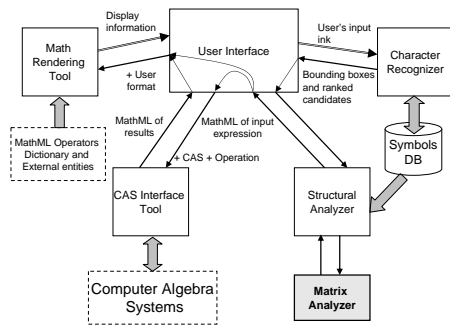 Display
information
User's input
ink
Math
Rendering
Tool
User Interface
Character
Recognizer
+ User
format
Bounding boxes
and ranked
candidates
MathML of
results
MathML of input
expression
MathML Operators
Dictionary and
External entities
Symbols
DB
+ CAS + Operation
CAS Interface
Tool
Structural
Analyzer
Computer Algebra
Systems
Matrix
Analyzer